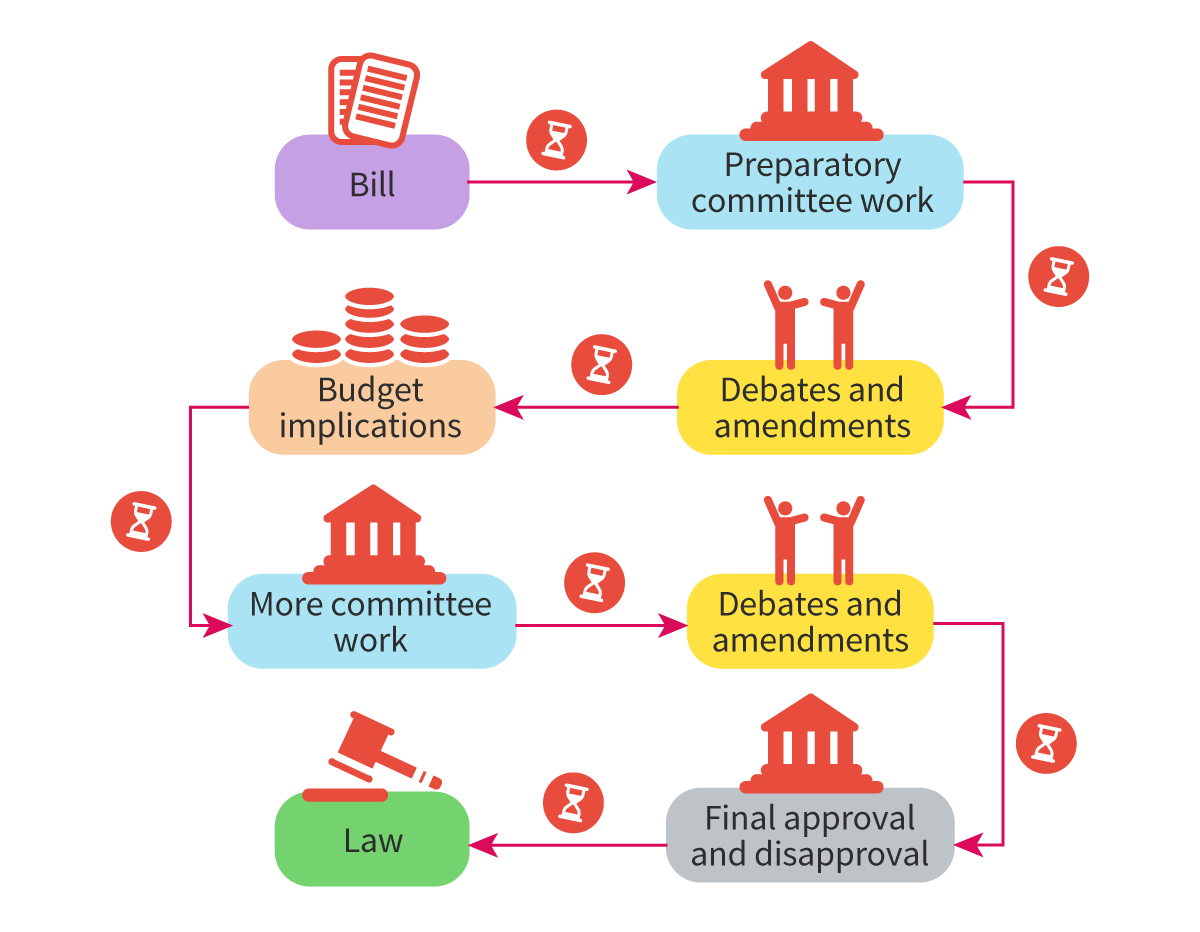 Bill
Preparatory
committee work
Debates and
amendments
Budget
implications
More committee
work
Debates and
amendments
Final approval
and disapproval
Law